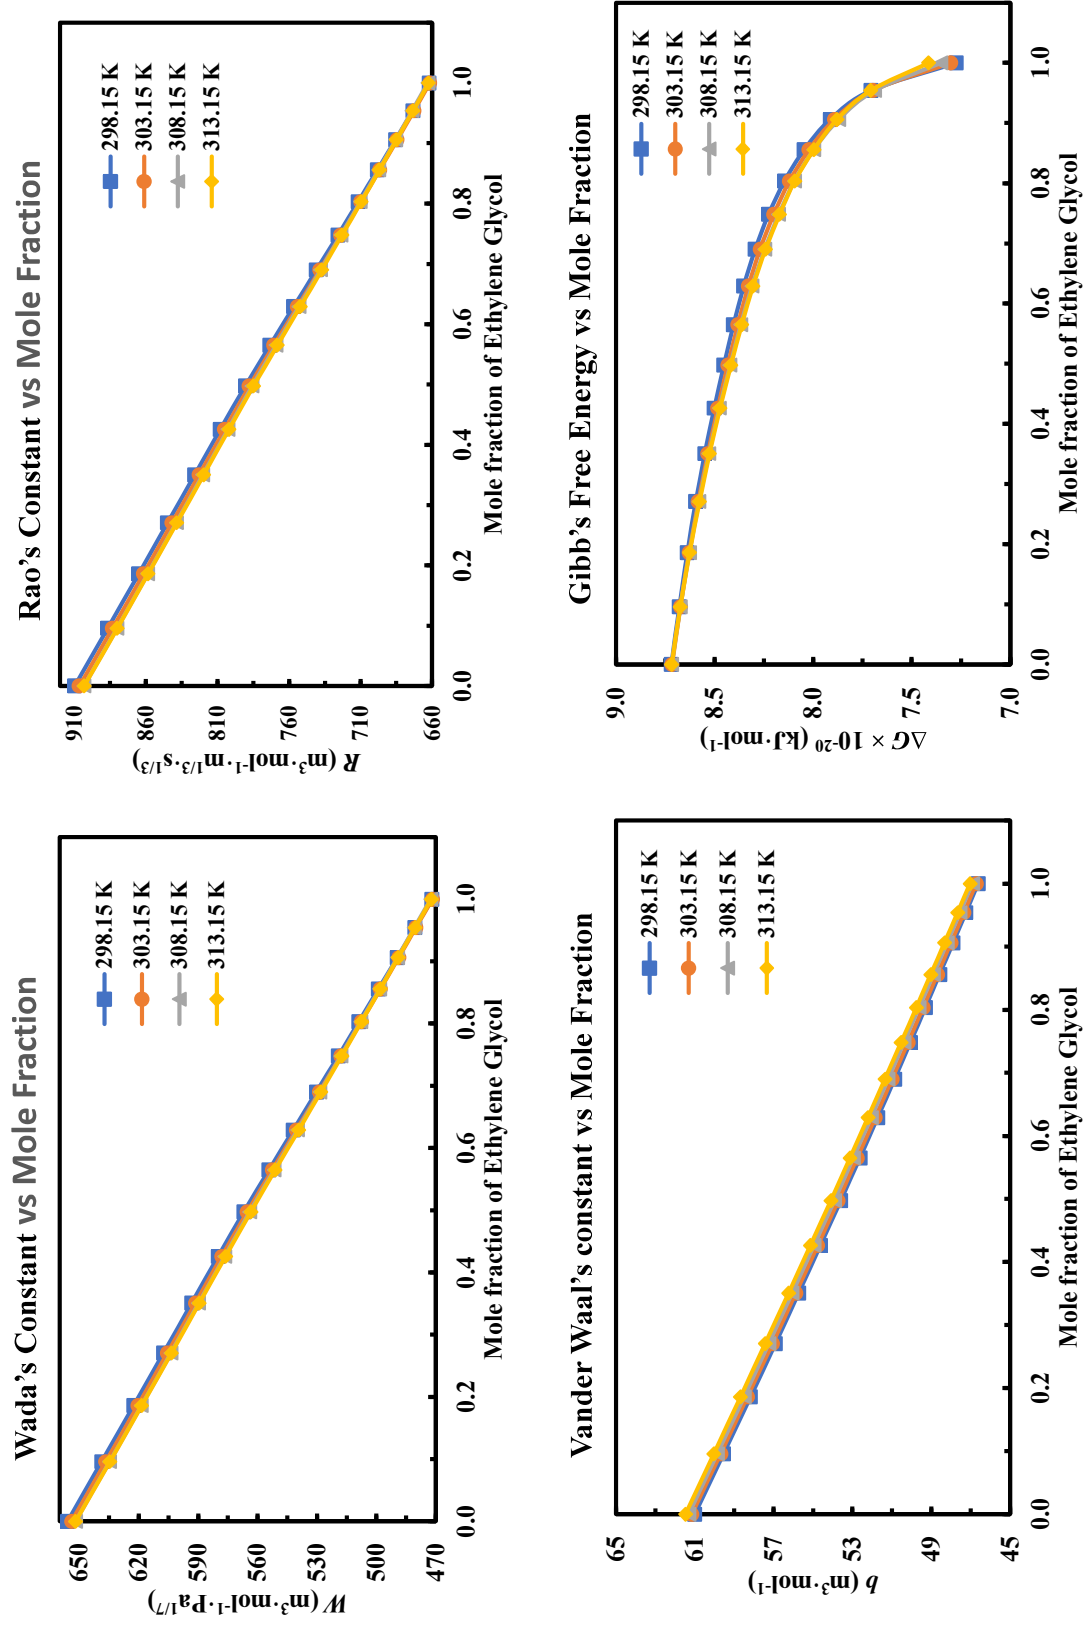 Wada's Constant vs Mole Fraction
W (m³·mol⁻¹·Pa¹ᐟ⁷)
650
620
590
560
530
500
470
0.0 0.2 0.4 0.6 0.8 1.0
Mole fraction of Ethylene Glycol
298.15 K
303.15 K
308.15 K
313.15 K
Rao's Constant vs Mole Fraction
R (m³·mol⁻¹·m¹ᐟ³·s¹ᐟ³)
910
860
810
760
710
660
0.0 0.2 0.4 0.6 0.8 1.0
Mole fraction of Ethylene Glycol
298.15 K
303.15 K
308.15 K
313.15 K
Vander Waal's constant vs Mole Fraction
b (m³·mol⁻¹)
65
61
57
53
49
45
0.0 0.2 0.4 0.6 0.8 1.0
Mole fraction of Ethylene Glycol
298.15 K
303.15 K
308.15 K
313.15 K
Gibb's Free Energy vs Mole Fraction
ΔG × 10⁻²⁰ (kJ·mol⁻¹)
9.0
8.5
8.0
7.5
7.0
0.0 0.2 0.4 0.6 0.8 1.0
Mole fraction of Ethylene Glycol
298.15 K
303.15 K
308.15 K
313.15 K